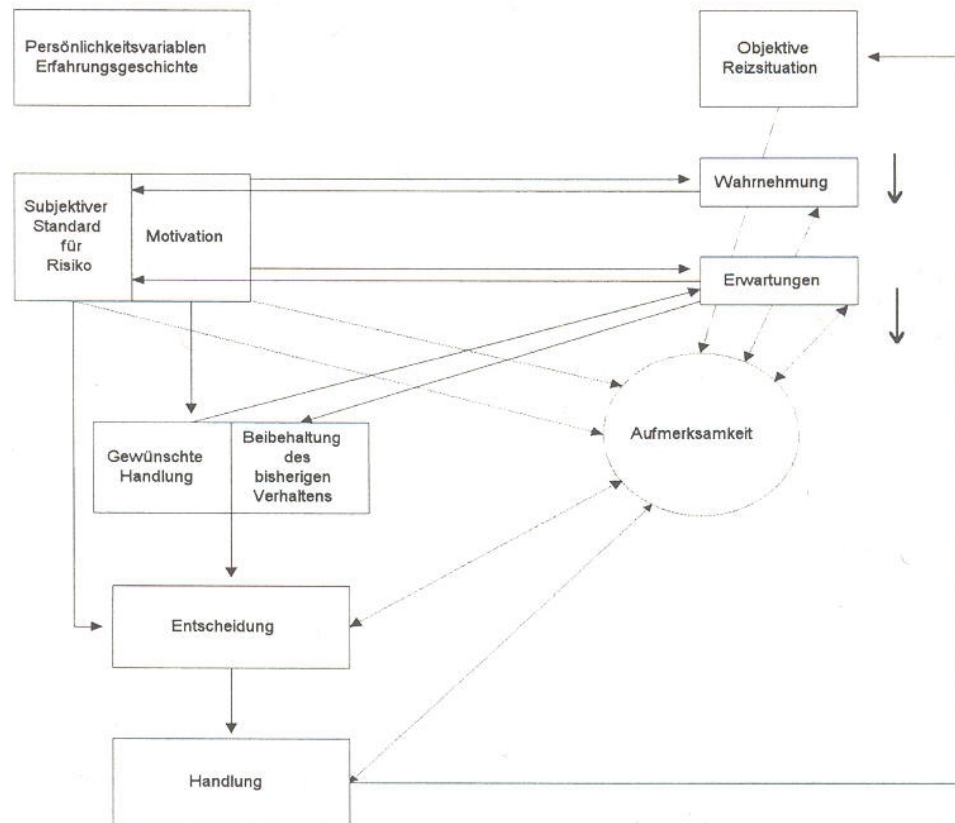 Persönlichkeitsvariablen
Erfahrungsgeschichte
Objektive
Reizsituation
Wahrnehmung
Subjektiver
Standard
für
Risiko
Motivation
Erwartungen
Aufmerksamkeit
Gewünschte
Handlung
Beibehaltung
des
bisherigen
Verhaltens
Entscheidung
Handlung